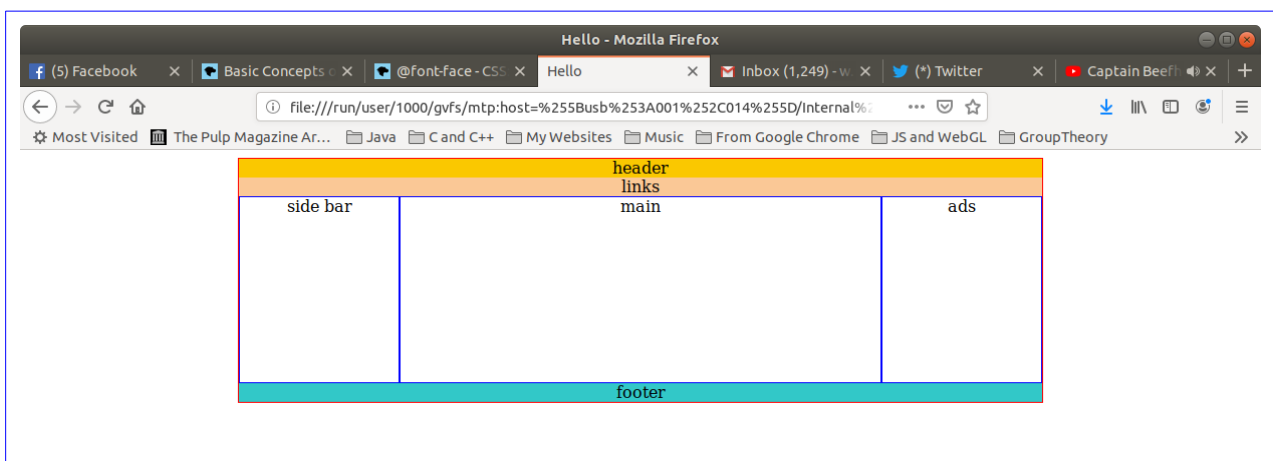 Hello - Mozilla Firefox
(5) Facebook Basic Concepts o @font-face - CSS Hello Inbox (1,249) - w (*) Twitter Captain Beefh
file:///run/user/1000/gvfs/mtp:host=%255Busb%253A001%252C014%255D/Internal%2
Most Visited The Pulp Magazine Ar... Java C and C++ My Websites Music From Google Chrome JS and WebGL GroupTheory
header
links
side bar main ads
footer